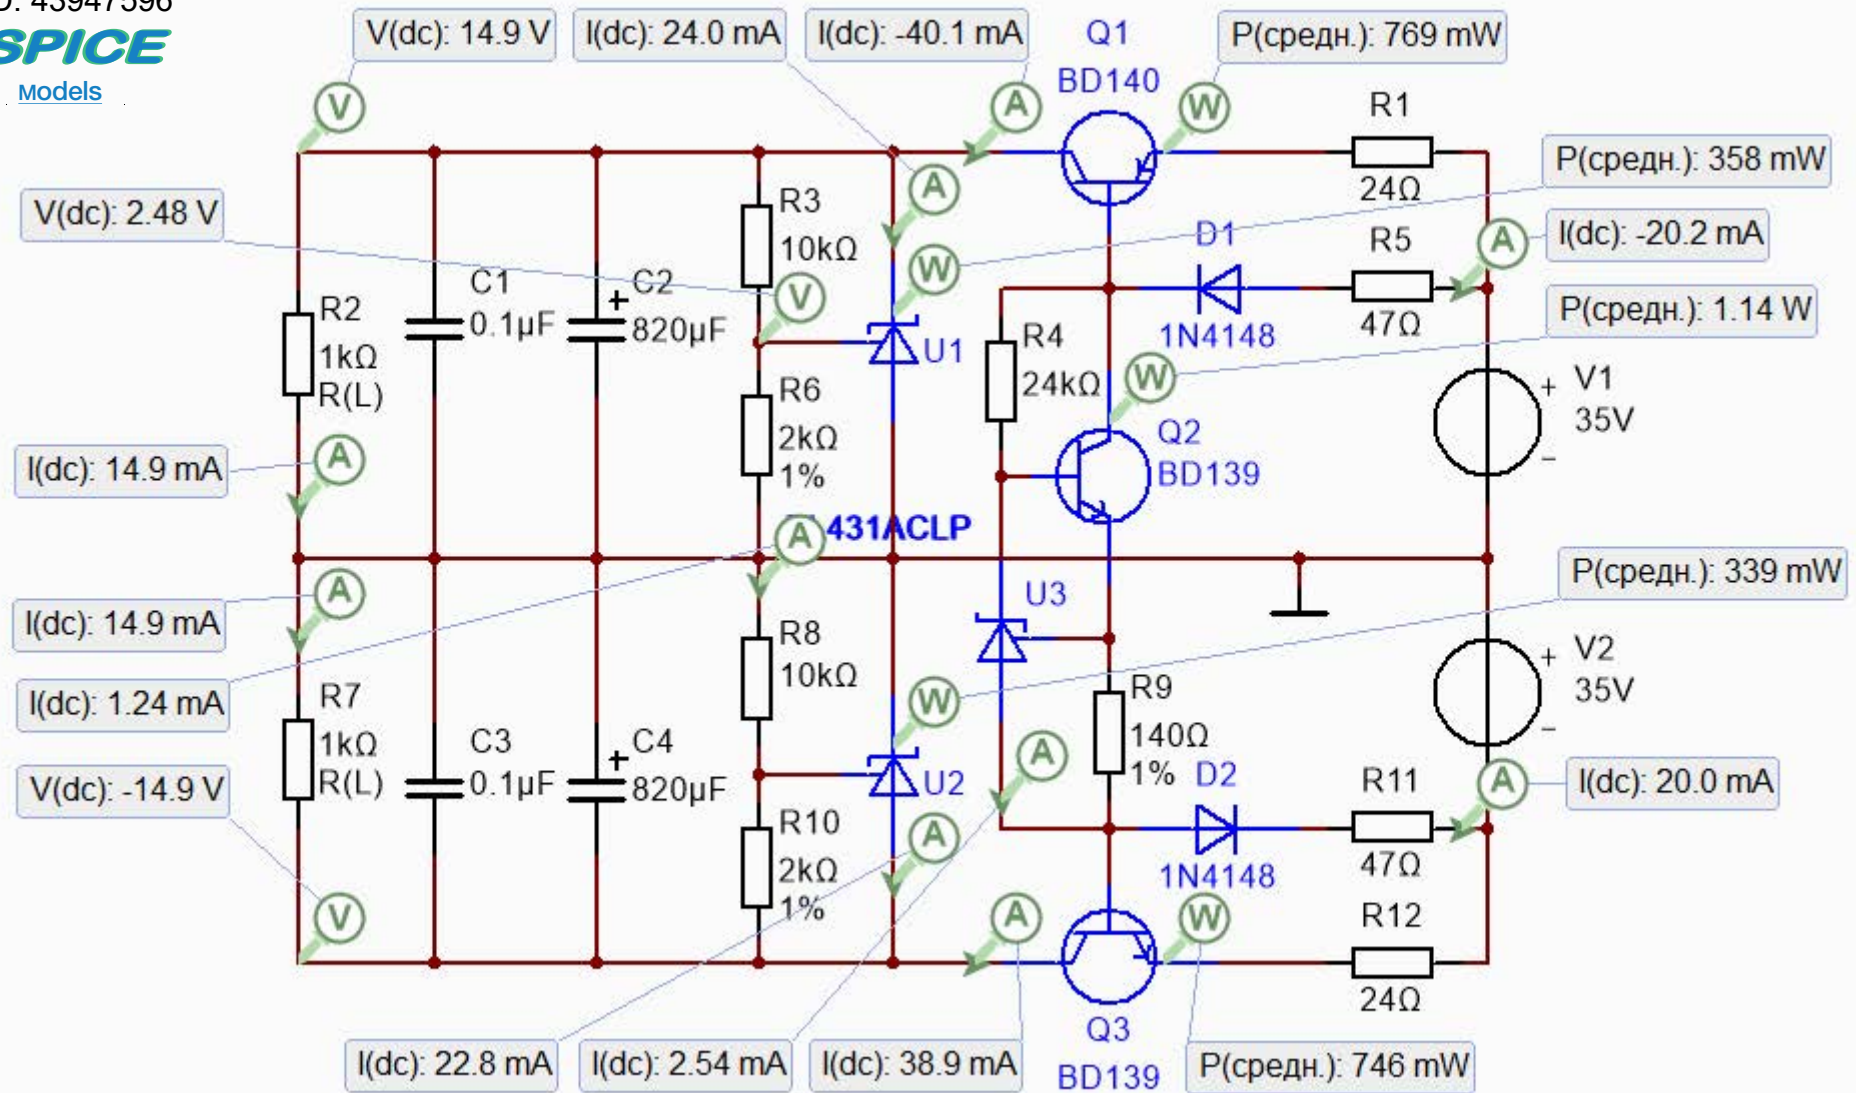 D: 43947596
SPICE
Models
V(dc): 14.9 V
I(dc): 24.0 mA
I(dc): -40.1 mA
Q1
BD140
P(средн.): 769 mW
V
A
W
R1
24Ω
P(средн.): 358 mW
V(dc): 2.48 V
R3
10kΩ
A
W
D1
1N4148
R5
47Ω
A
I(dc): -20.2 mA
P(средн.): 1.14 W
R2
1kΩ
R(L)
C1
0.1µF
+
C2
820µF
V
U1
R4
24kΩ
W
V1
35V
+
−
R6
2kΩ
1%
Q2
BD139
I(dc): 14.9 mA
A
A
431ACLP
P(средн.): 339 mW
I(dc): 14.9 mA
A
U3
R8
10kΩ
V2
35V
+
−
I(dc): 1.24 mA
R7
1kΩ
R(L)
C3
0.1µF
+
C4
820µF
W
U2
R9
140Ω
1%
A
D2
1N4148
R11
47Ω
A
I(dc): 20.0 mA
V(dc): -14.9 V
R10
2kΩ
1%
A
V
A
W
R12
24Ω
Q3
BD139
I(dc): 22.8 mA
I(dc): 2.54 mA
I(dc): 38.9 mA
P(средн.): 746 mW